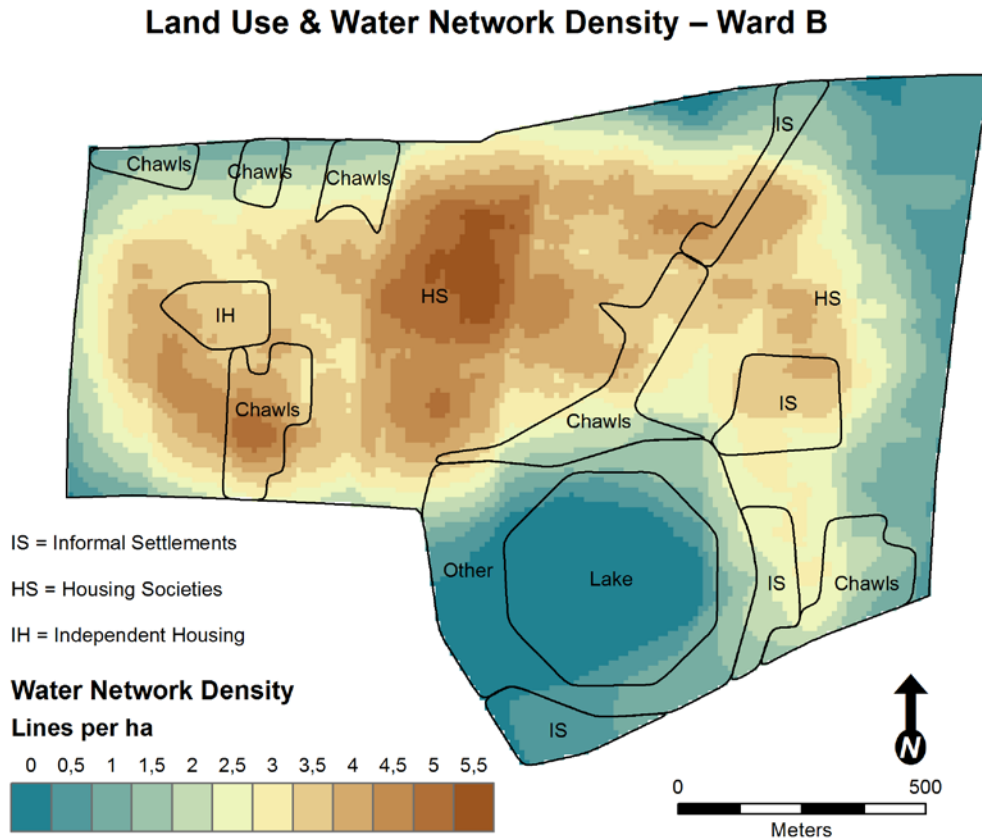 Land Use & Water Network Density – Ward B
IS
Chawls
Chawls
Chawls
HS
HS
IH
IS
Chawls
Chawls
Other
Lake
IS
Chawls
IS
IS = Informal Settlements
HS = Housing Societies
IH = Independent Housing
Water Network Density
Lines per ha
0 0,5 1 1,5 2 2,5 3 3,5 4 4,5 5 5,5
N
0 500
Meters